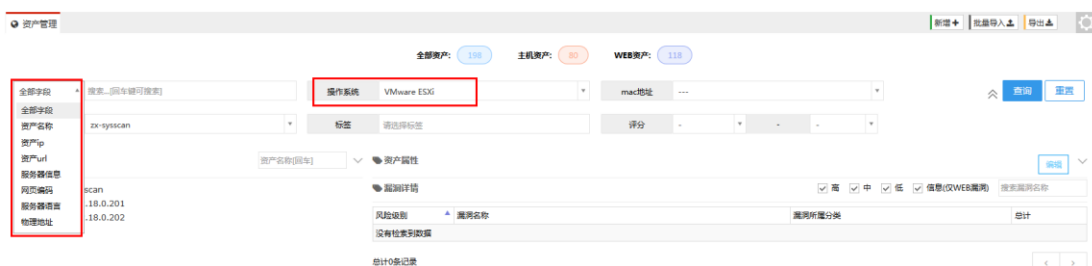 资产管理 新增 批量导入 导出
全部资产: 198 主机资产: 80 WEB资产: 118
全部字段 搜索...[回车键可搜索] 操作系统 VMware ESXi mac地址 --- 查询 重置
全部字段
资产名称 zx-sysscan 标签 请选择标签 评分 - - -
资产ip
资产url 资产名称[回车] 资产属性 编辑
服务器信息
网页编码 scan 漏洞详情 高 中 低 信息(仅WEB漏洞) 搜索漏洞名称
服务器语言 .18.0.201
物理地址 .18.0.202 风险级别 漏洞名称 漏洞所属分类 总计
没有检索到数据
总计0条记录